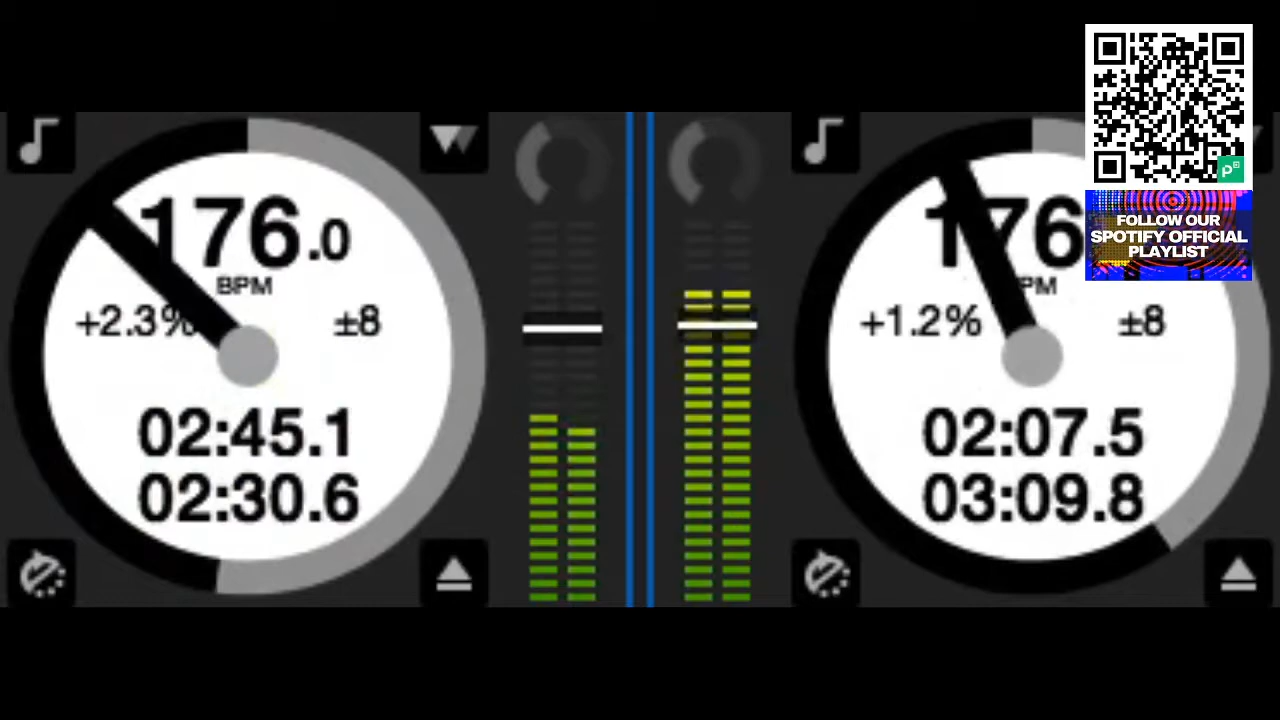 176.0
BPM
+2.3%
±8
02:45.1
02:30.6
176
PM
+1.2%
±8
02:07.5
03:09.8
FOLLOW OUR
SPOTIFY OFFICIAL
PLAYLIST